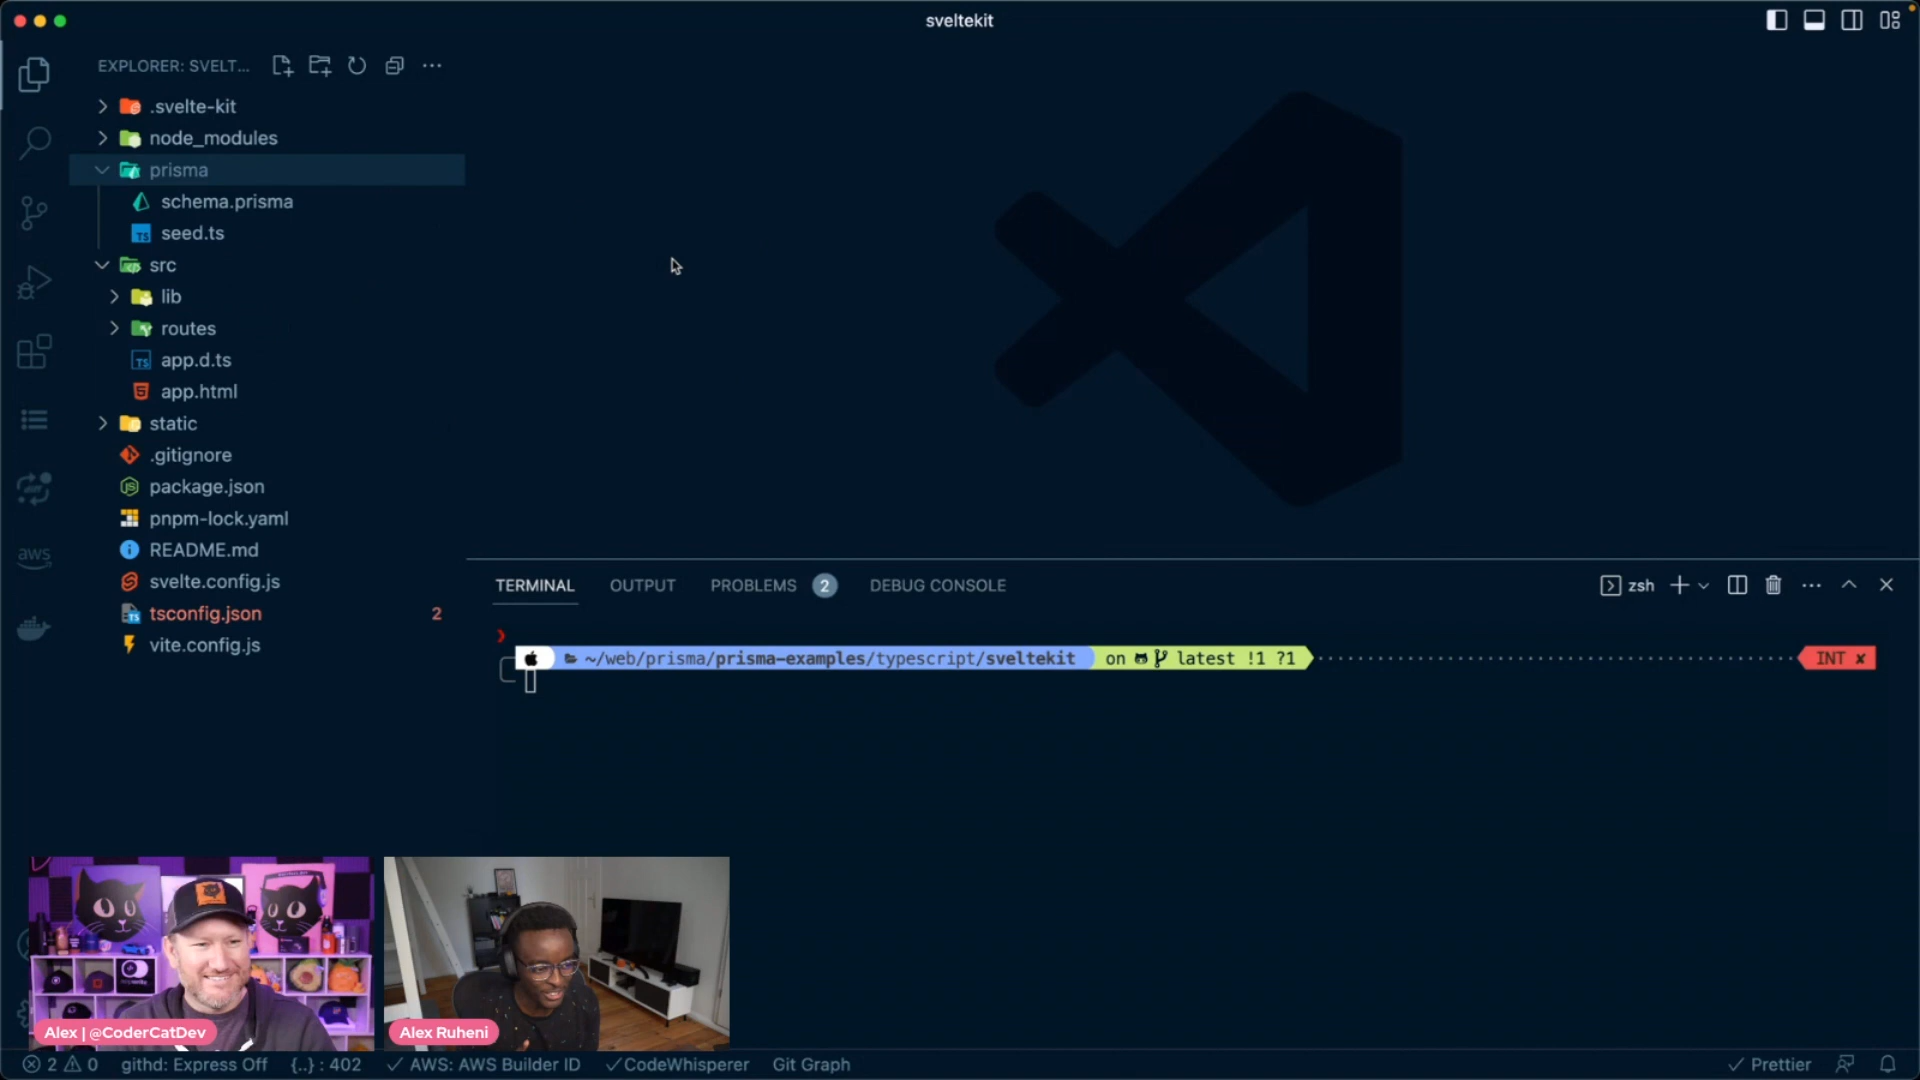 sveltekit
EXPLORER: SVELT...
.svelte-kit
node_modules
prisma
schema.prisma
seed.ts
src
lib
routes
app.d.ts
app.html
static
.gitignore
package.json
pnpm-lock.yaml
README.md
svelte.config.js
tsconfig.json 2
vite.config.js
aws
TERMINAL OUTPUT PROBLEMS 2 DEBUG CONSOLE zsh
~/web/prisma/prisma-examples/typescript/sveltekit on latest !1 ?1 INT ✘
Alex | @CoderCatDev
Alex Ruheni
2 0 githd: Express Off {..} : 402 ✓ AWS: AWS Builder ID ✓CodeWhisperer Git Graph ✓ Prettier